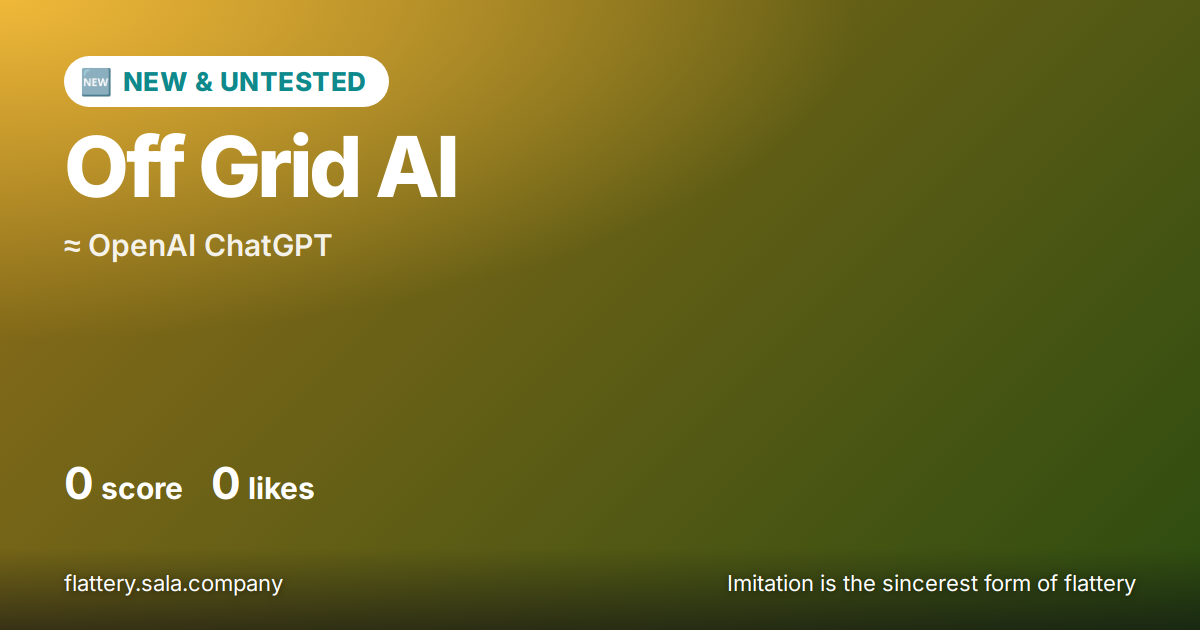 🆕 NEW & UNTESTED
Off Grid AI
≈ OpenAI ChatGPT
0 score 0 likes
flattery.sala.company
Imitation is the sincerest form of flattery